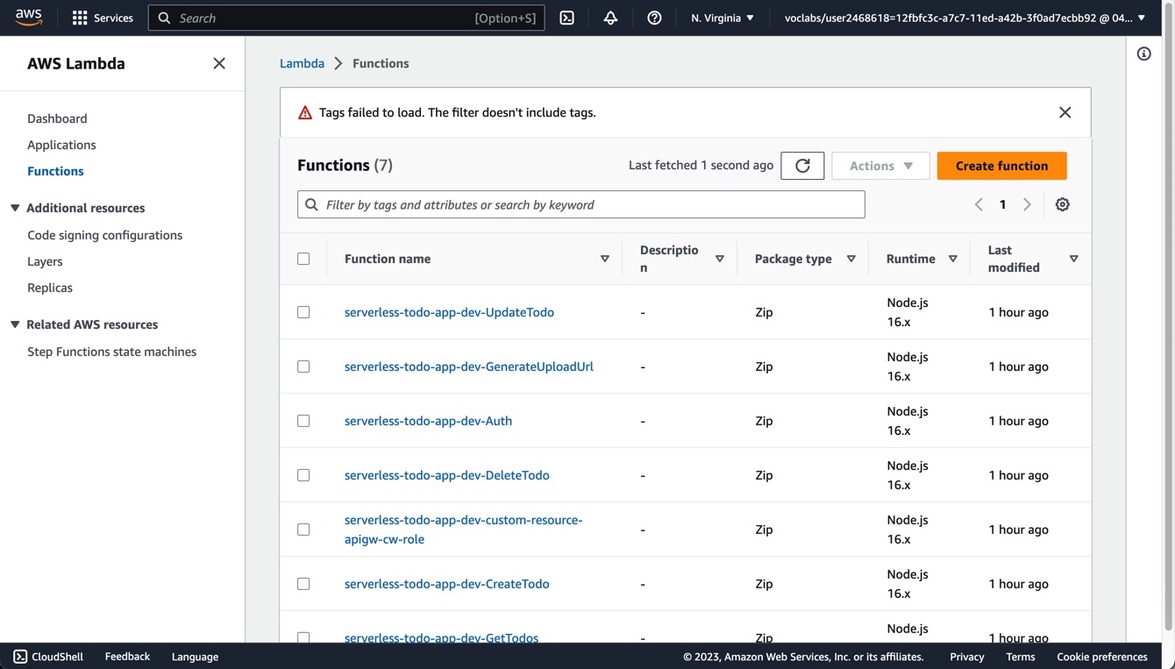 aws
Services
Search
[Option+S]
N. Virginia
voclabs/user2468618=12fbfc3c-a7c7-11ed-a42b-3f0ad7ecbb92 @ 04...
AWS Lambda
Dashboard
Applications
Functions
Additional resources
Code signing configurations
Layers
Replicas
Related AWS resources
Step Functions state machines
Lambda
Functions
Tags failed to load. The filter doesn't include tags.
Functions (7)
Last fetched 1 second ago
Actions
Create function
Filter by tags and attributes or search by keyword
1
Function name
Descriptio
n
Package type
Runtime
Last
modified
serverless-todo-app-dev-UpdateTodo
-
Zip
Node.js
16.x
1 hour ago
serverless-todo-app-dev-GenerateUploadUrl
-
Zip
Node.js
16.x
1 hour ago
serverless-todo-app-dev-Auth
-
Zip
Node.js
16.x
1 hour ago
serverless-todo-app-dev-DeleteTodo
-
Zip
Node.js
16.x
1 hour ago
serverless-todo-app-dev-custom-resource-
apigw-cw-role
-
Zip
Node.js
16.x
1 hour ago
serverless-todo-app-dev-CreateTodo
-
Zip
Node.js
16.x
1 hour ago
serverless-todo-app-dev-GetTodos
-
Zip
Node.js
1 hour ago
CloudShell
Feedback
Language
© 2023, Amazon Web Services, Inc. or its affiliates.
Privacy
Terms
Cookie preferences